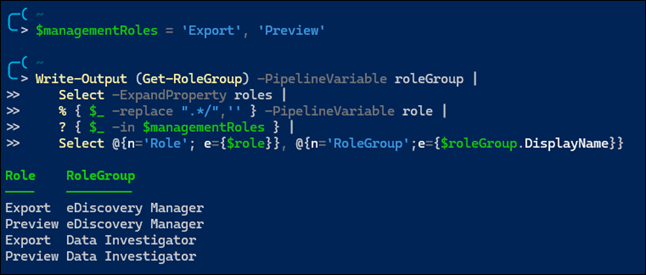 ~
> $managementRoles = 'Export', 'Preview'
~
> Write-Output (Get-RoleGroup) -PipelineVariable roleGroup |
>> Select -ExpandProperty roles |
>> % { $_ -replace ".*/",'' } -PipelineVariable role |
>> ? { $_ -in $managementRoles } |
>> Select @{n='Role'; e={$role}}, @{n='RoleGroup';e={$roleGroup.DisplayName}}
Role RoleGroup
---- ---------
Export eDiscovery Manager
Preview eDiscovery Manager
Export Data Investigator
Preview Data Investigator